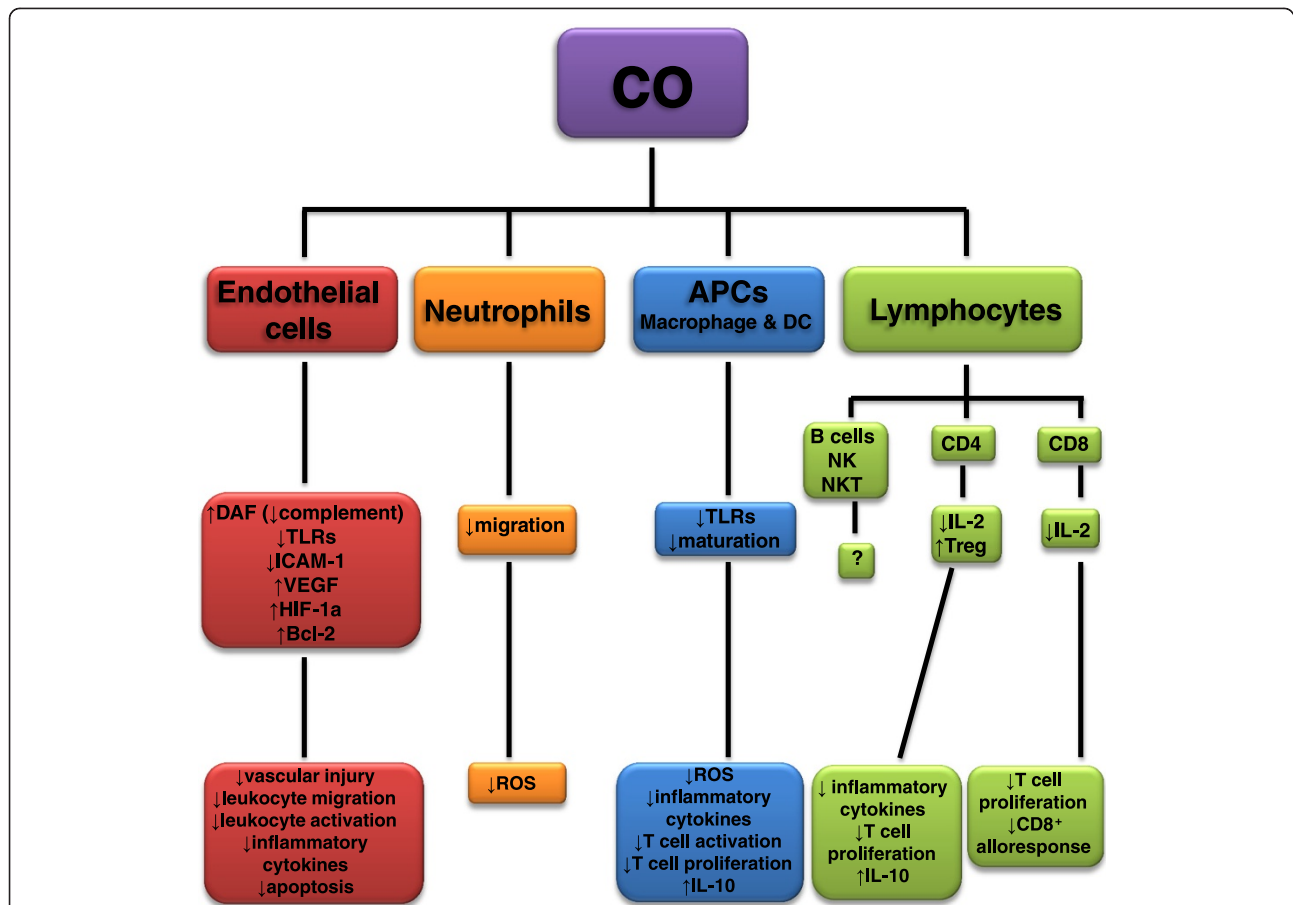 CO
Endothelial
cells
Neutrophils
APCs
Macrophage & DC
Lymphocytes
B cells
NK
NKT
CD4
CD8
↑DAF (↓complement)
↓TLRs
↓ICAM-1
↑VEGF
↑HIF-1a
↑Bcl-2
↓migration
↓TLRs
↓maturation
?
↓IL-2
↑Treg
↓IL-2
↓vascular injury
↓leukocyte migration
↓leukocyte activation
↓inflammatory
cytokines
↓apoptosis
↓ROS
↓ROS
↓inflammatory
cytokines
↓T cell activation
↓T cell proliferation
↑IL-10
↓ inflammatory
cytokines
↓T cell
proliferation
↑IL-10
↓T cell
proliferation
↓CD8⁺
alloresponse